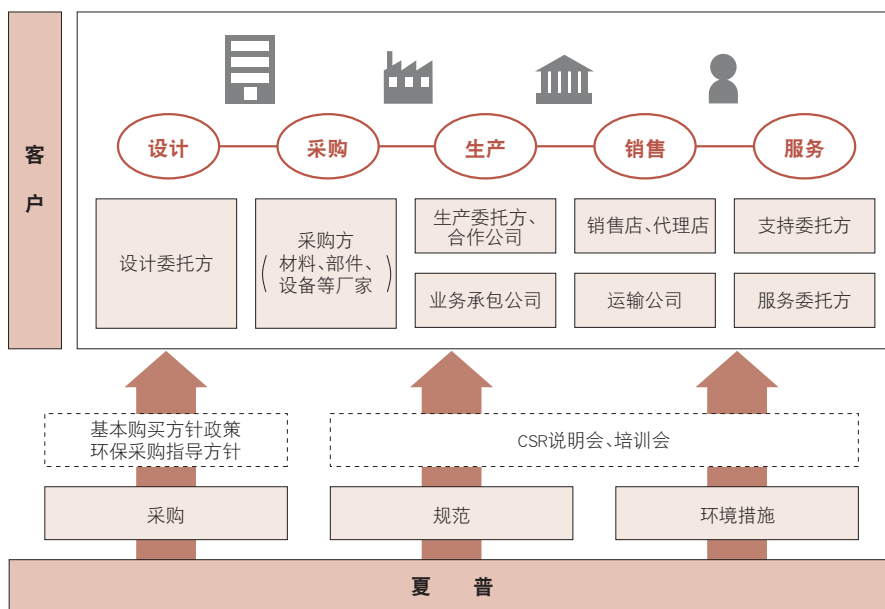 客户
设计
采购
生产
销售
服务
设计委托方
采购方
(材料、部件、
设备等厂家)
生产委托方、
合作公司
业务承包公司
销售店、代理店
运输公司
支持委托方
服务委托方
基本购买方针政策
环保采购指导方针
CSR说明会、培训会
采购
规范
环境措施
夏 普